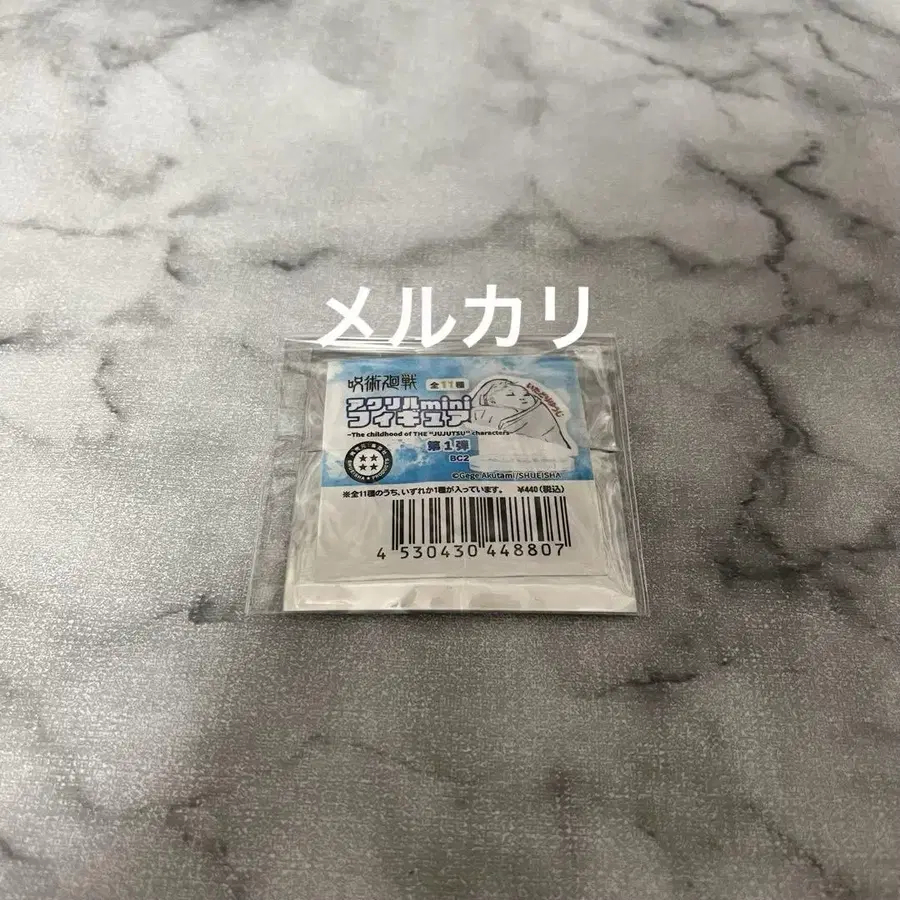 メルカリ
呪術廻戦 全11種
アクリルmini
フィギュア
~The childhood of THE "JUJUTSU" characters~
第1弾
BC2
©Gege Akutami/SHUEISHA
※全11種のうち、いずれか1種が入っています。 ¥440(税込)
4 530430 448807